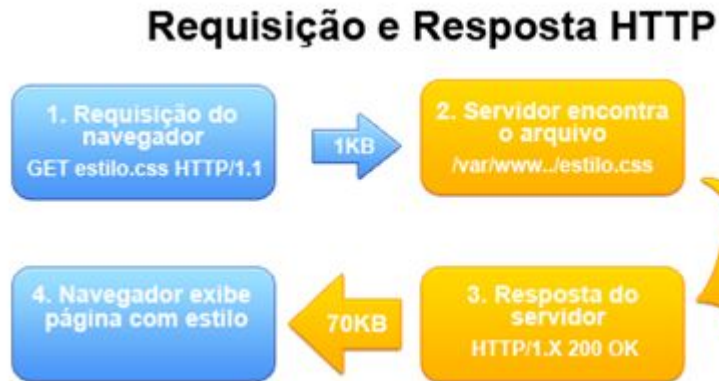 Requisição e Resposta HTTP
1. Requisição do
navegador
GET estilo.css HTTP/1.1
1KB
2. Servidor encontra
o arquivo
/var/www../estilo.css
3. Resposta do
servidor
HTTP/1.X 200 OK
70KB
4. Navegador exibe
página com estilo